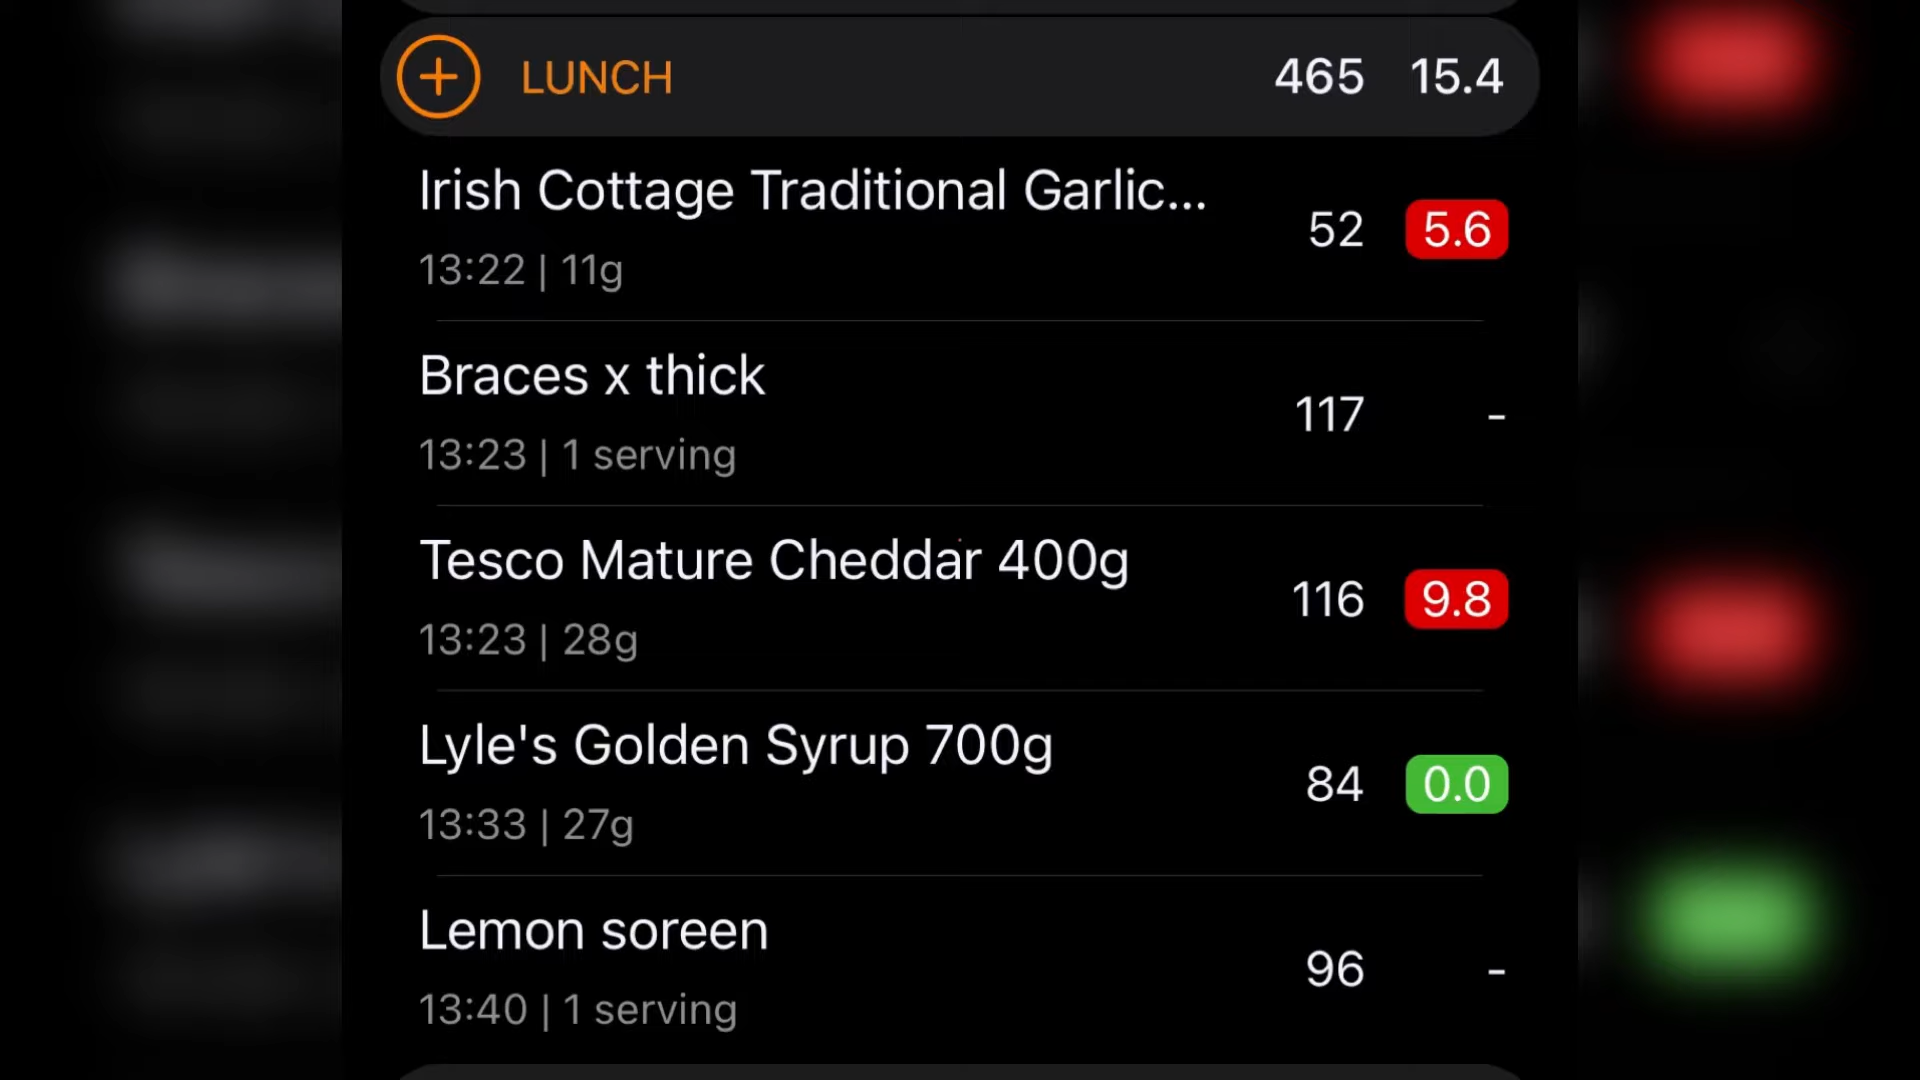 LUNCH 465 15.4
Irish Cottage Traditional Garlic... 52 5.6
13:22 | 11g
Braces x thick 117 -
13:23 | 1 serving
Tesco Mature Cheddar 400g 116 9.8
13:23 | 28g
Lyle's Golden Syrup 700g 84 0.0
13:33 | 27g
Lemon soreen 96 -
13:40 | 1 serving